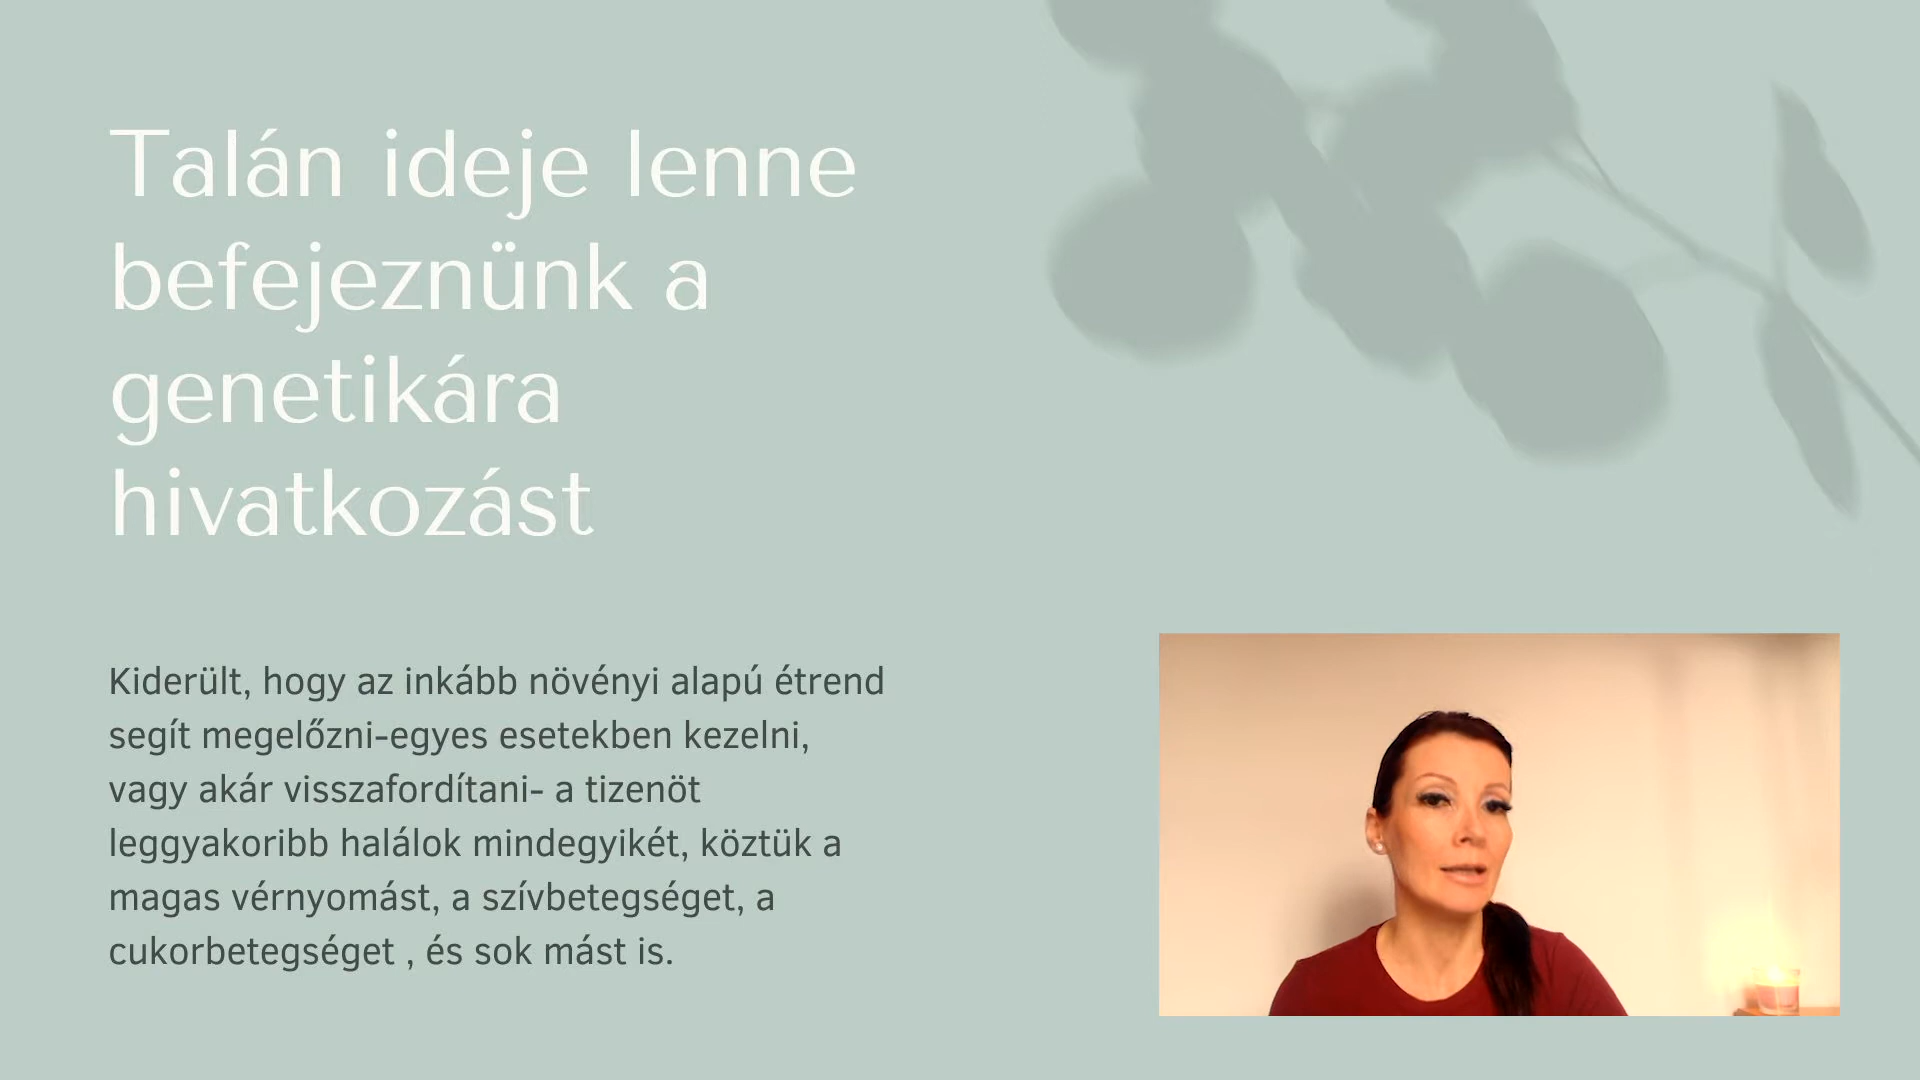 Talán ideje lenne
befejeznünk a
genetikára
hivatkozást
Kiderült, hogy az inkább növényi alapú étrend
segít megelőzni-egyes esetekben kezelni,
vagy akár visszafordítani- a tizenöt
leggyakoribb halálok mindegyikét, köztük a
magas vérnyomást, a szívbetegséget, a
cukorbetegséget , és sok mást is.